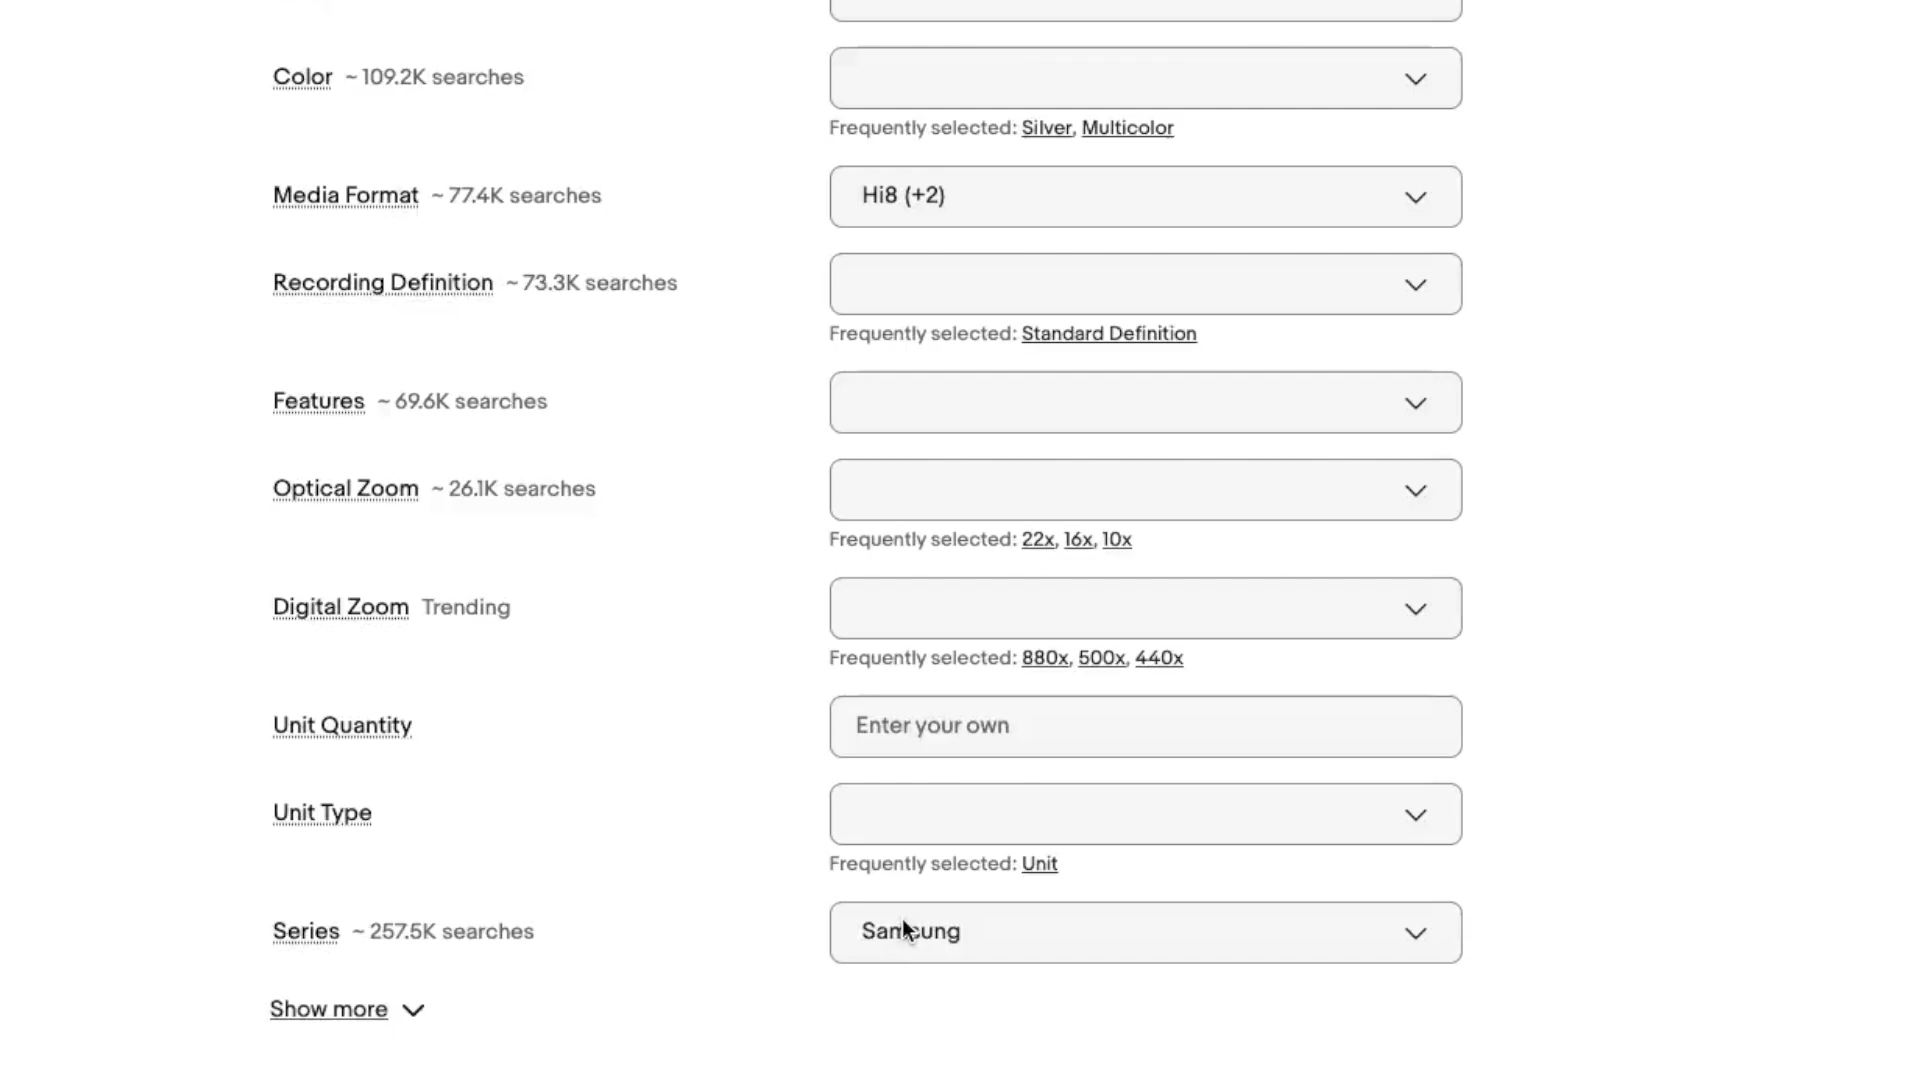 Color ~ 109.2K searches
Frequently selected: Silver, Multicolor
Media Format ~ 77.4K searches Hi8 (+2)
Recording Definition ~ 73.3K searches
Frequently selected: Standard Definition
Features ~ 69.6K searches
Optical Zoom ~ 26.1K searches
Frequently selected: 22x, 16x, 10x
Digital Zoom Trending
Frequently selected: 880x, 500x, 440x
Unit Quantity Enter your own
Unit Type
Frequently selected: Unit
Series ~ 257.5K searches Samsung
Show more